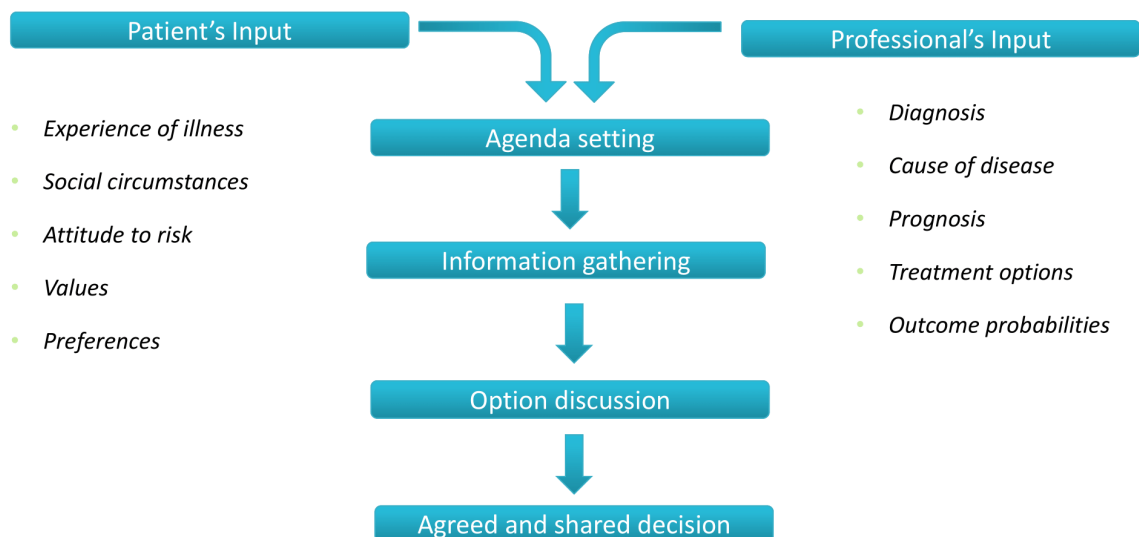 Patient’s Input
Professional’s Input
• Experience of illness
• Social circumstances
• Attitude to risk
• Values
• Preferences
Agenda setting
Information gathering
Option discussion
Agreed and shared decision
• Diagnosis
• Cause of disease
• Prognosis
• Treatment options
• Outcome probabilities